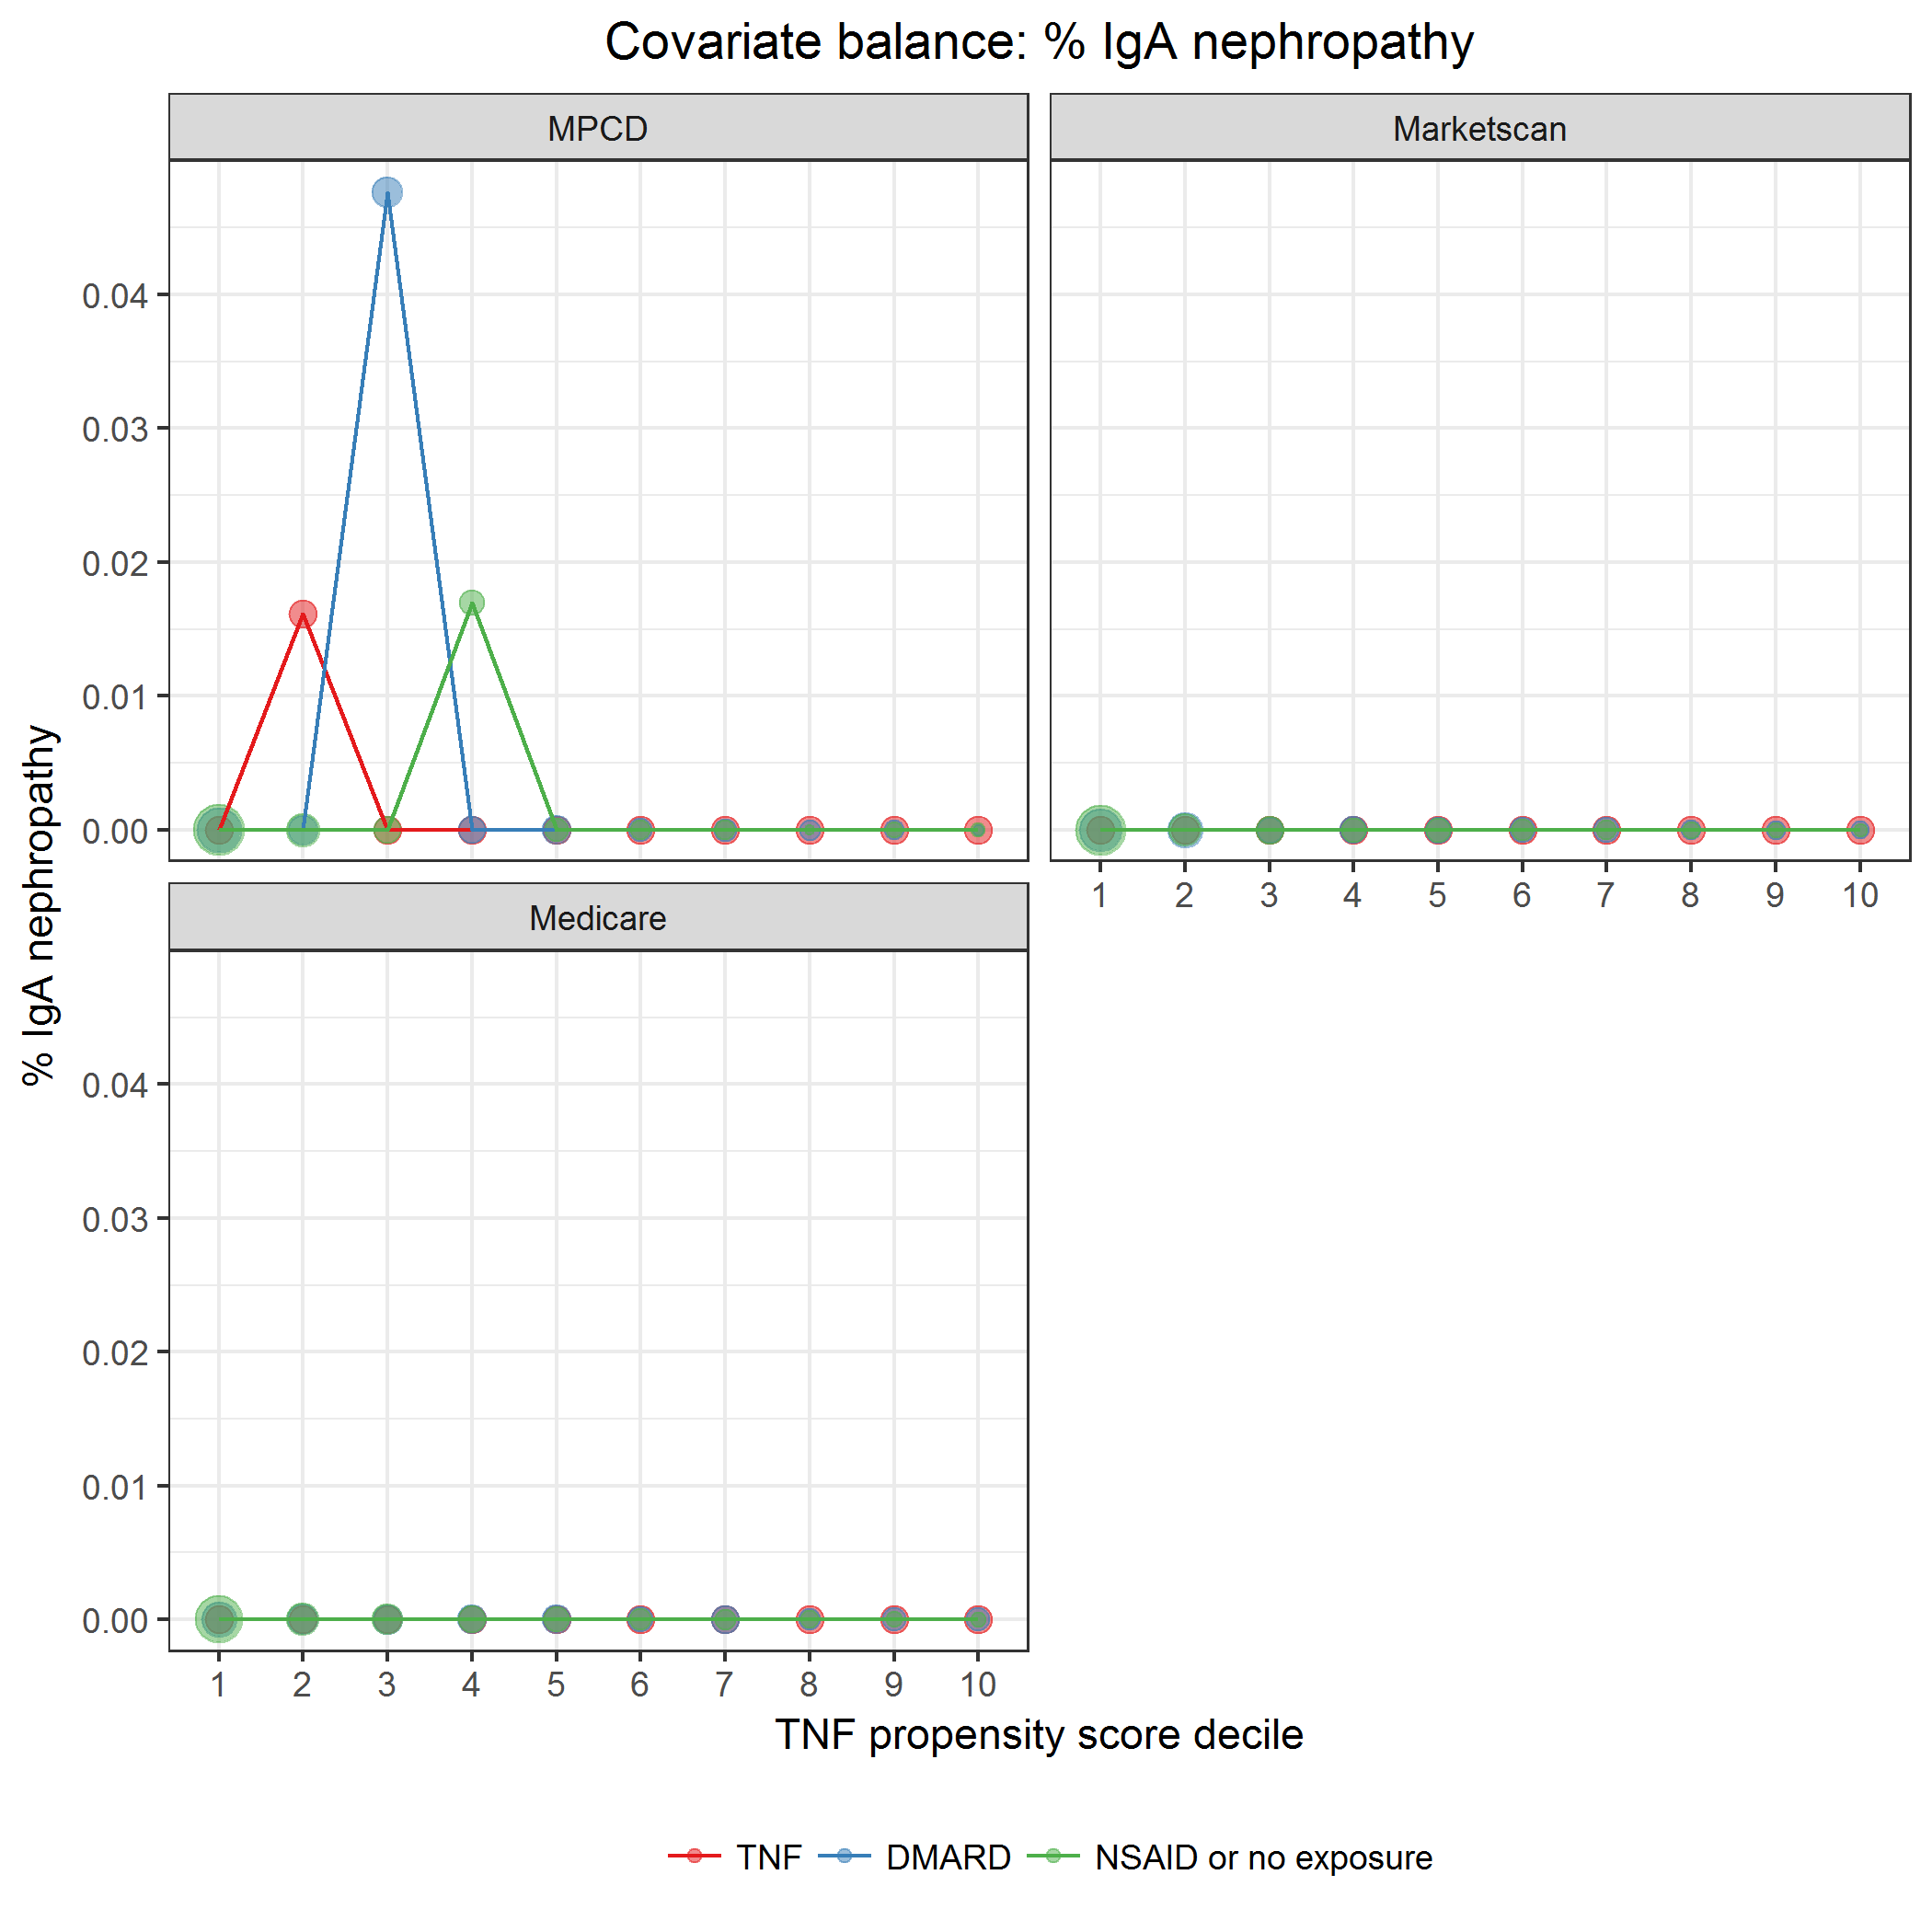 Covariate balance: % IgA nephropathy
MPCD
Marketscan
0.04
0.03
0.02
0.01
0.00
1 2 3 4 5 6 7 8 9 10
Medicare
0.04
0.03
0.02
0.01
0.00
1 2 3 4 5 6 7 8 9 10
% IgA nephropathy
TNF propensity score decile
TNF DMARD NSAID or no exposure